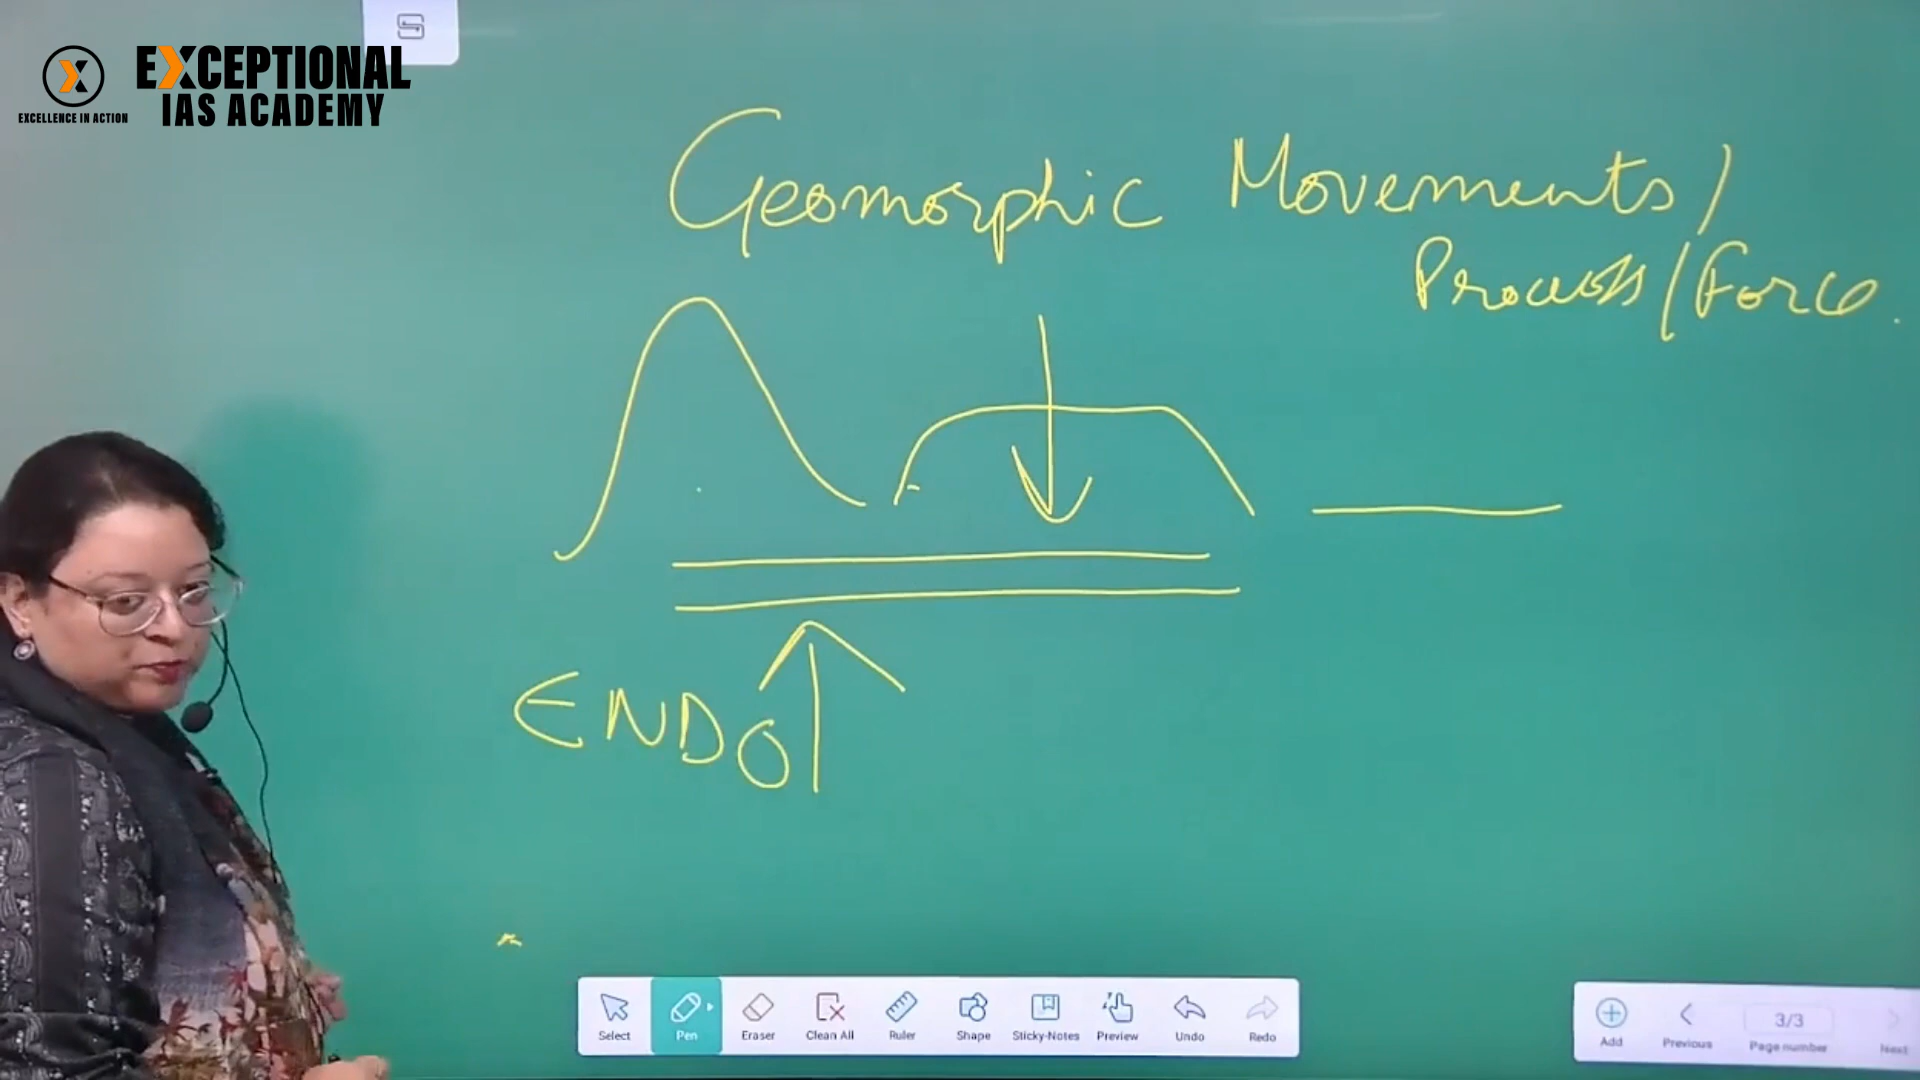 EXCEPTIONAL
IAS ACADEMY
EXCELLENCE IN ACTION
Geomorphic Movements/
Process/Force.
ENDO
Select
Pen
Eraser
Clean All
Ruler
Shape
Sticky-Notes
Preview
Undo
Redo
Add
Previous
3/3
Page number
Next